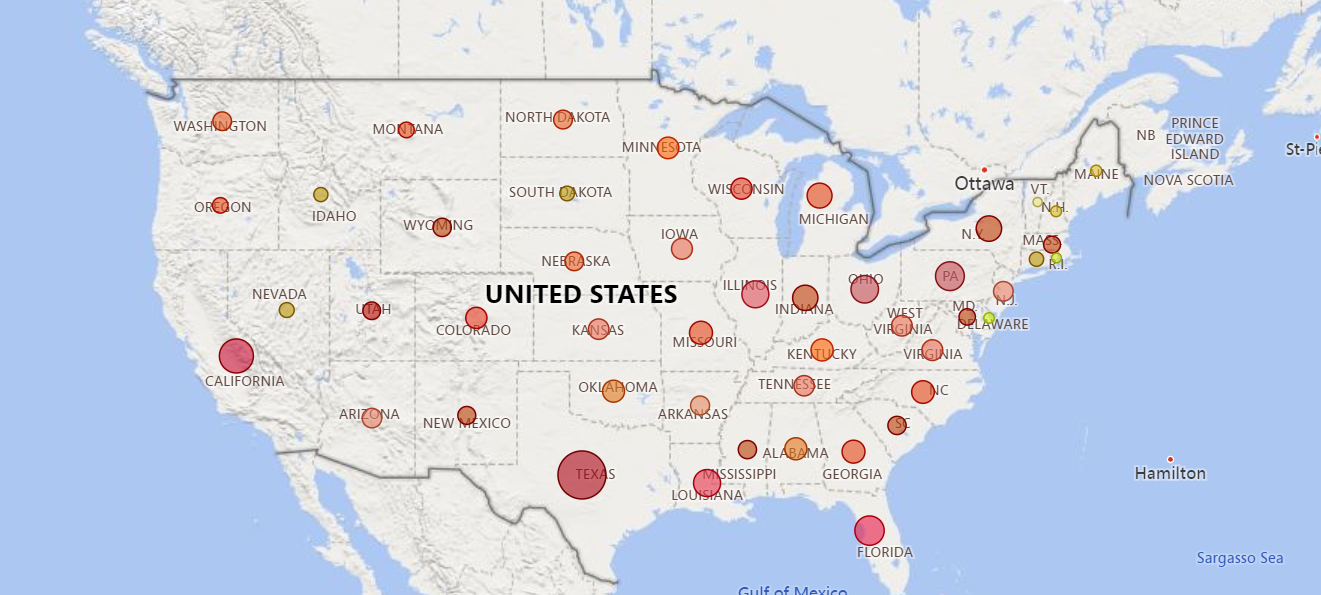 PRINCE
EDWARD
ISLAND
NB
NOVA SCOTIA
St-Pie
NORTH DAKOTA
WASHINGTON
MONTANA
MINNESOTA
Ottawa
MAINE
VT.
N.H.
OREGON
IDAHO
WYOMING
SOUTH DAKOTA
WISCONSIN
MICHIGAN
IOWA
N.Y.
MASS.
R.I.
NEBRASKA
NEVADA
UTAH
COLORADO
UNITED STATES
ILLINOIS
INDIANA
OHIO
PA
N.J.
MD.
DELAWARE
WEST
VIRGINIA
KANSAS
MISSOURI
KENTUCKY
VIRGINIA
CALIFORNIA
OKLAHOMA
TENNESSEE
NC
ARIZONA
NEW MEXICO
ARKANSAS
SC
TEXAS
ALABAMA
MISSISSIPPI
GEORGIA
LOUISIANA
Hamilton
FLORIDA
Sargasso Sea
Gulf of Mexico